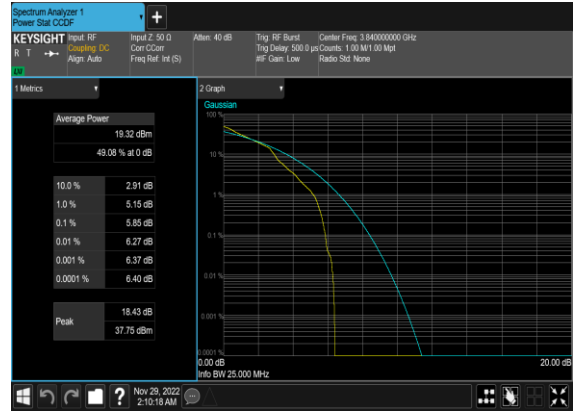 Spectrum Analyzer 1
Power Stat CCDF
KEYSIGHT Input: RF Input Z: 50 Ω Atten: 40 dB Trig: RF Burst Center Freq: 3.840000000 GHz
R T Coupling: DC Corr CCorr Trig Delay: 500.0 µs Counts: 1.00 M/1.00 Mpt
Align: Auto Freq Ref: Int (S) #IF Gain: Low Radio Std: None
1 Metrics
2 Graph
Average Power
19.32 dBm
49.08 % at 0 dB
10.0 % 2.91 dB
1.0 % 5.15 dB
0.1 % 5.85 dB
0.01 % 6.27 dB
0.001 % 6.37 dB
0.0001 % 6.40 dB
Peak
18.43 dB
37.75 dBm
Gaussian
100 %
10 %
1 %
0.1 %
0.01 %
0.001 %
0.0001 %
0.00 dB 20.00 dB
Info BW 25.000 MHz
?
Nov 29, 2022
2:10:18 AM